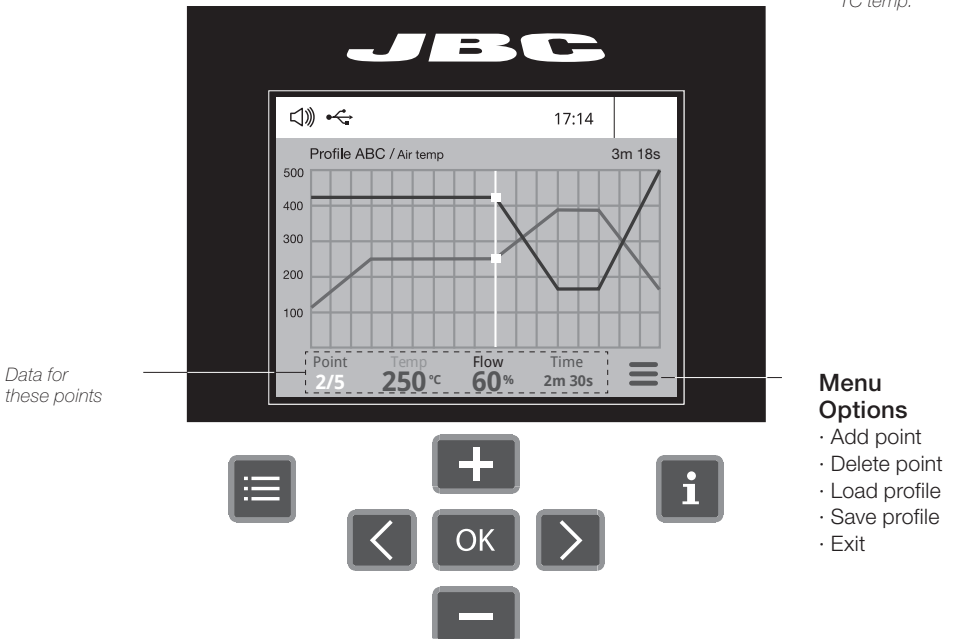 TC temp.
JBC
17:14
Profile ABC / Air temp 3m 18s
500
400
300
200
100
Point Temp Flow Time
2/5 250 ºC 60% 2m 30s
Data for
these points
Menu
Options
· Add point
· Delete point
· Load profile
· Save profile
· Exit
i
OK